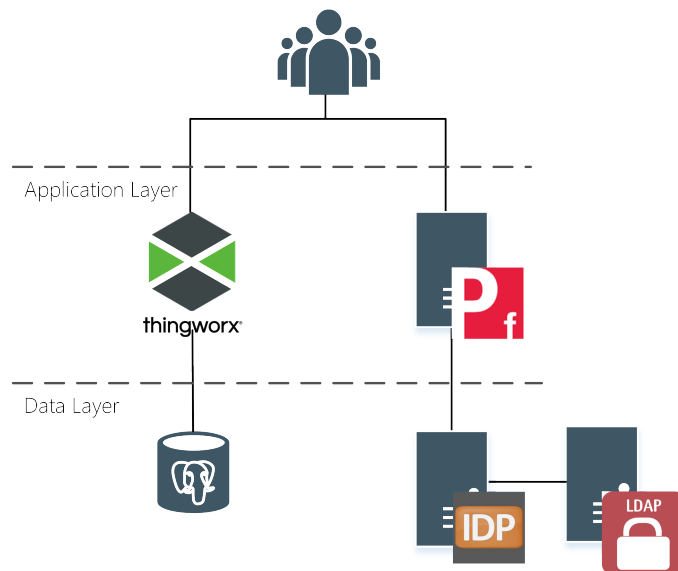 Application Layer
thingworx®
P
f
Data Layer
IDP
LDAP